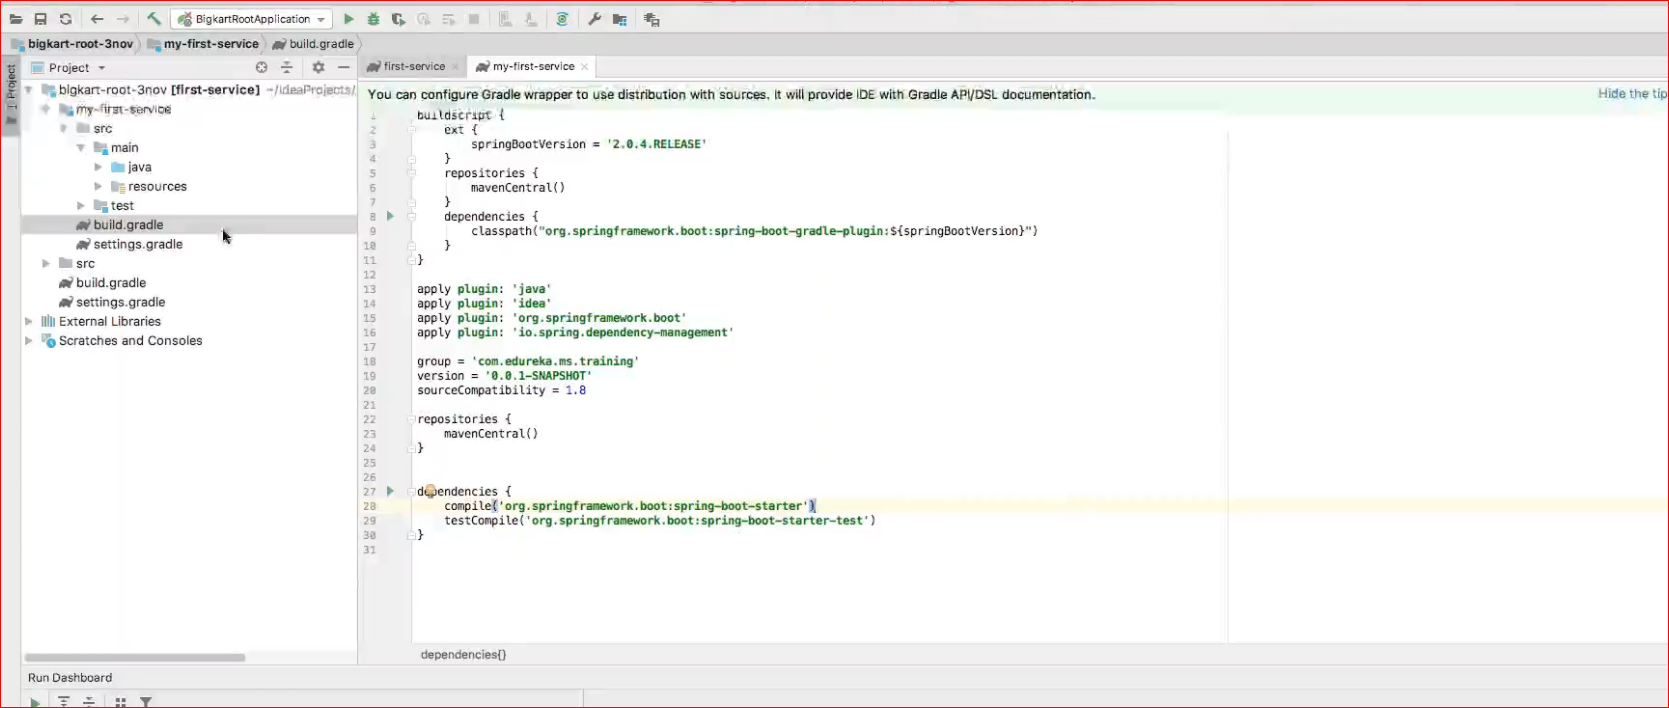 BigkartRootApplication
bigkart-root-3nov my-first-service build.gradle
1: Project
Project
first-service my-first-service
bigkart-root-3nov [first-service] ~/IdeaProjects/
my-first-service
src
main
java
resources
test
build.gradle
settings.gradle
src
build.gradle
settings.gradle
External Libraries
Scratches and Consoles
You can configure Gradle wrapper to use distribution with sources. It will provide IDE with Gradle API/DSL documentation. Hide the tip
1 buildscript {
2 ext {
3 springBootVersion = '2.0.4.RELEASE'
4 }
5 repositories {
6 mavenCentral()
7 }
8 dependencies {
9 classpath("org.springframework.boot:spring-boot-gradle-plugin:${springBootVersion}")
10 }
11 }
12
13 apply plugin: 'java'
14 apply plugin: 'idea'
15 apply plugin: 'org.springframework.boot'
16 apply plugin: 'io.spring.dependency-management'
17
18 group = 'com.edureka.ms.training'
19 version = '0.0.1-SNAPSHOT'
20 sourceCompatibility = 1.8
21
22 repositories {
23 mavenCentral()
24 }
25
26
27 dependencies {
28 compile('org.springframework.boot:spring-boot-starter')
29 testCompile('org.springframework.boot:spring-boot-starter-test')
30 }
31
dependencies{}
Run Dashboard